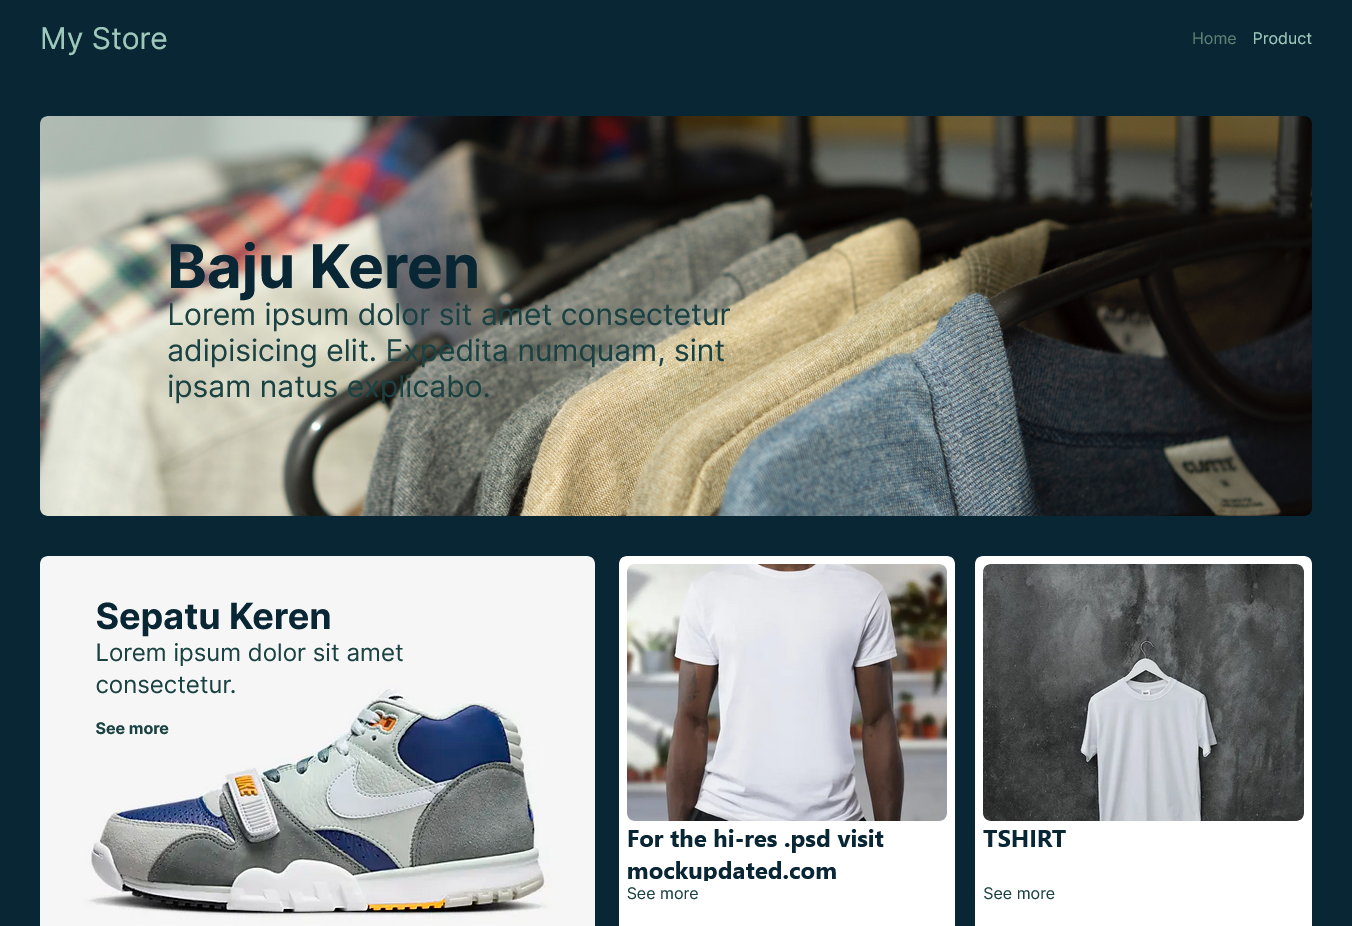 My Store
Home
Product
Baju Keren
Lorem ipsum dolor sit amet consectetur
adipisicing elit. Expedita numquam, sint
ipsam natus explicabo.
Sepatu Keren
Lorem ipsum dolor sit amet
consectetur.
See more
NIKE
For the hi-res .psd visit
mockupdated.com
See more
TSHIRT
See more